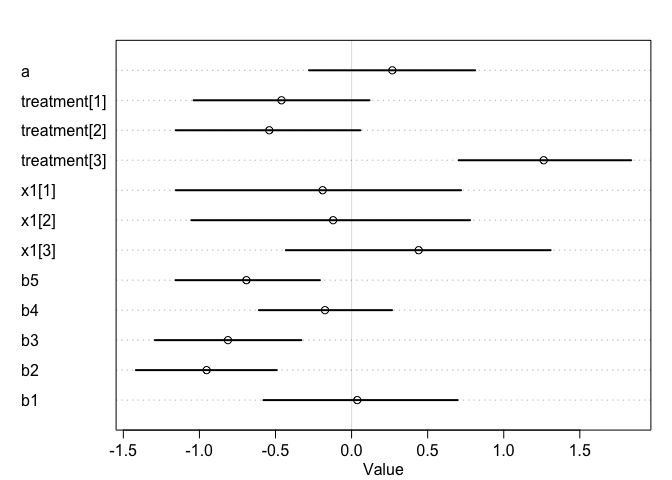 a
treatment[1]
treatment[2]
treatment[3]
x1[1]
x1[2]
x1[3]
b5
b4
b3
b2
b1
-1.5 -1.0 -0.5 0.0 0.5 1.0 1.5
Value